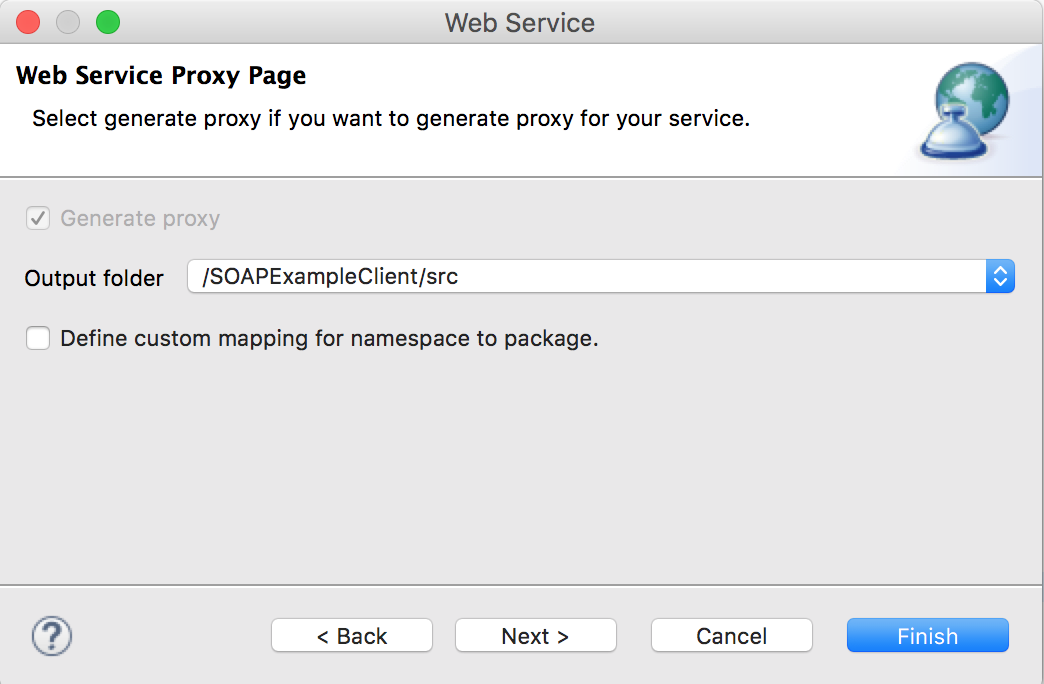 Web Service
Web Service Proxy Page
Select generate proxy if you want to generate proxy for your service.
Generate proxy
Output folder /SOAPExampleClient/src
Define custom mapping for namespace to package.
? < Back Next > Cancel Finish